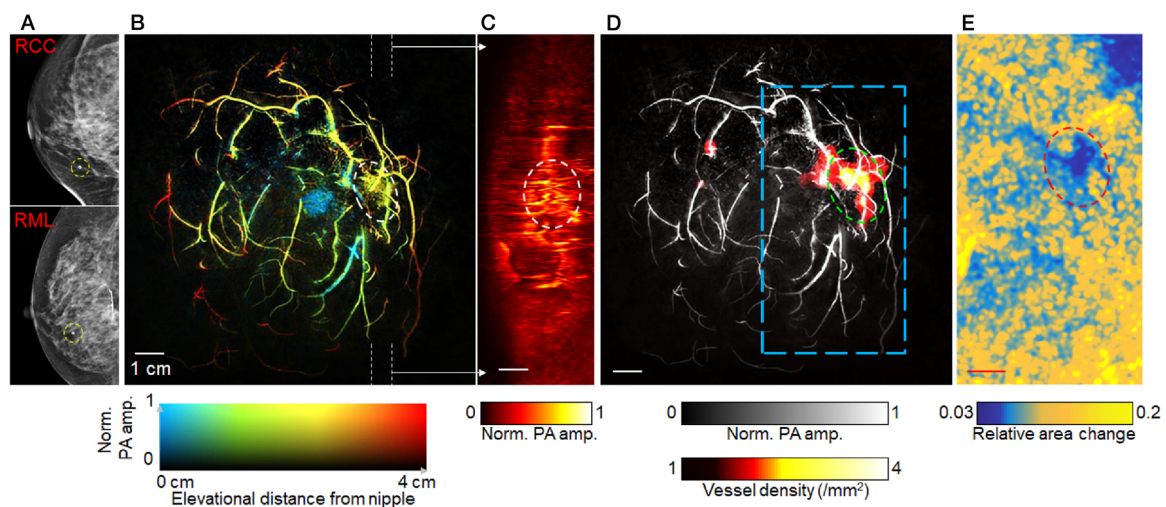 A
B
C
D
E
RCC
RML
1 cm
Norm.
PA amp.
1
0
0 cm
4 cm
Elevational distance from nipple
0
1
Norm. PA amp.
0
1
Norm. PA amp.
1
4
Vessel density (/mm²)
0.03
0.2
Relative area change